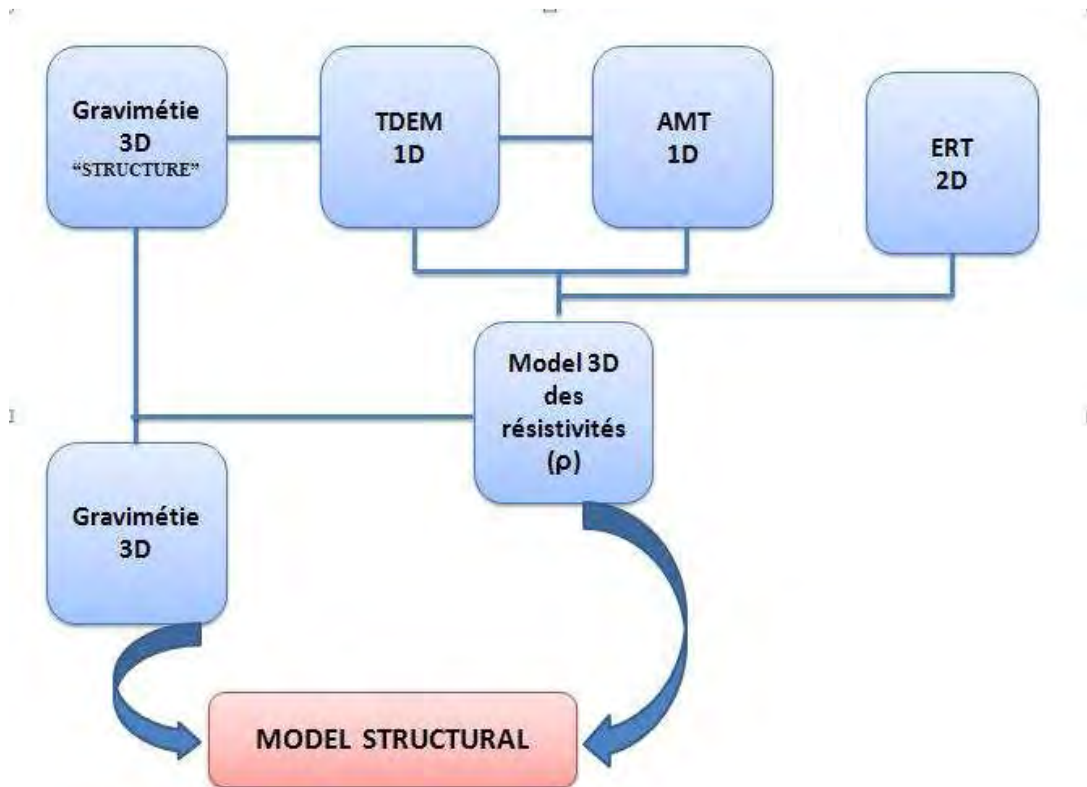 Gravimétie
3D
“STRUCTURE”
TDEM
1D
AMT
1D
ERT
2D
Model 3D
des
résistivités
(ρ)
Gravimétie
3D
MODEL STRUCTURAL